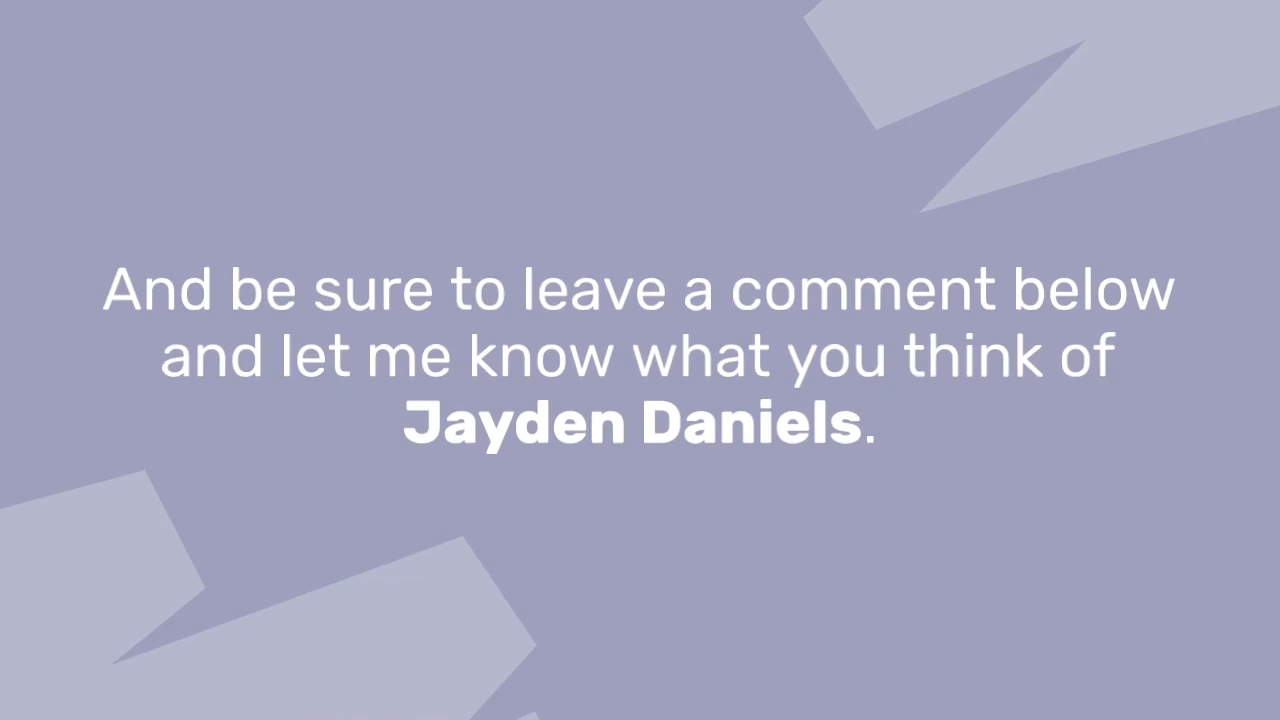 And be sure to leave a comment below
and let me know what you think of
Jayden Daniels.